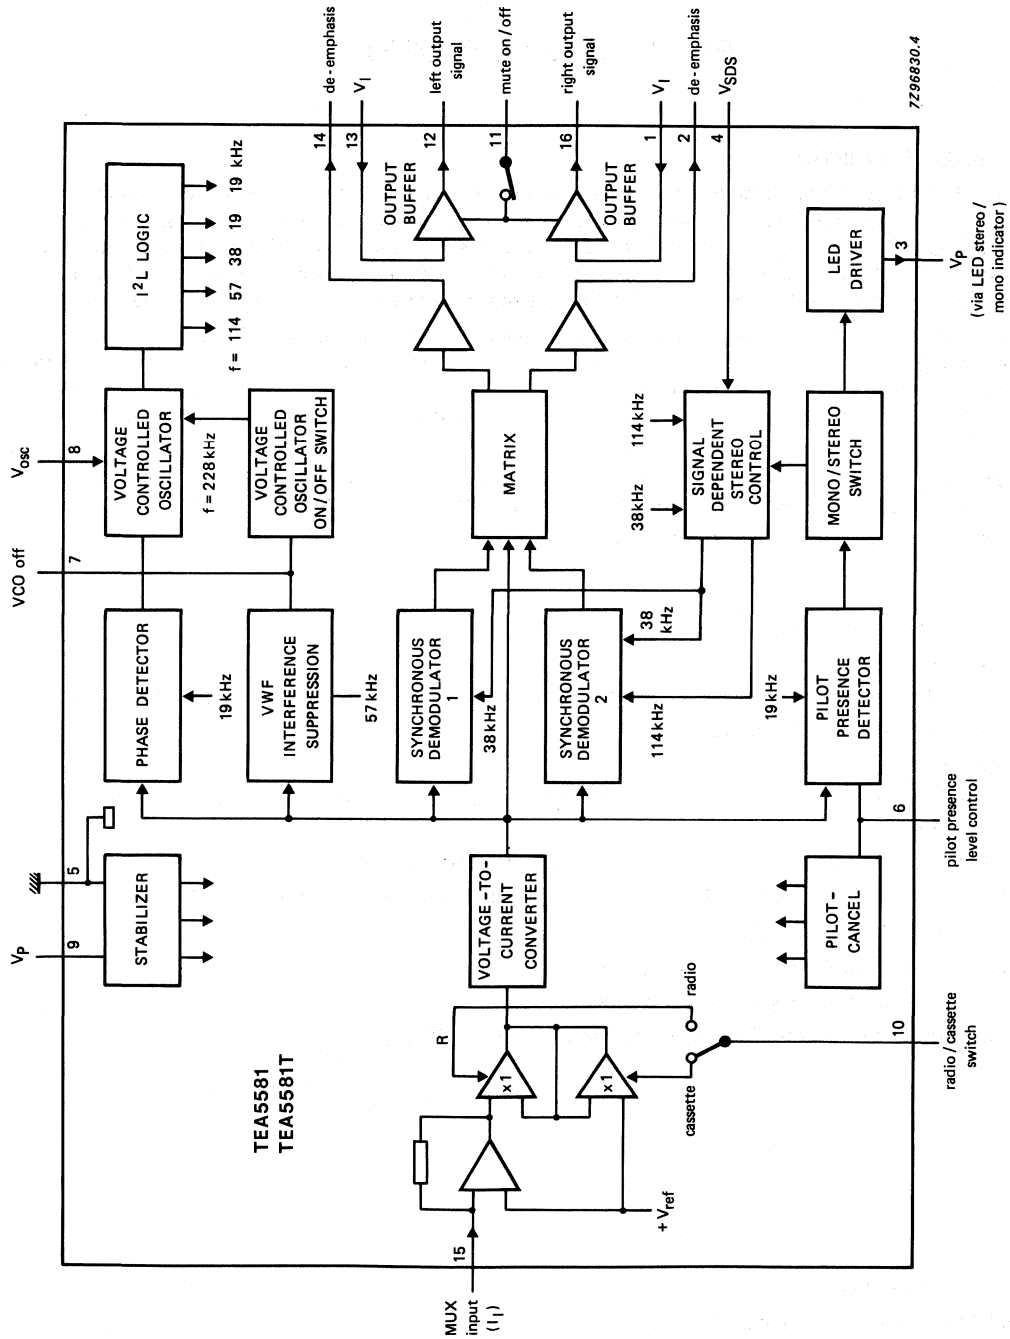 TEA5581
TEA5581T
V_P
9
5
STABILIZER
VCO off
7
V_osc
8
PHASE DETECTOR
19 kHz
VOLTAGE
CONTROLLED
OSCILLATOR
f = 228 kHz
I²L LOGIC
f = 114 57 38 19 19 kHz
VWF
INTERFERENCE
SUPPRESSION
57 kHz
VOLTAGE
CONTROLLED
OSCILLATOR
ON/OFF SWITCH
14
de-emphasis
13
V_I
OUTPUT
BUFFER
12
left output
signal
11
mute on/off
16
right output
signal
OUTPUT
BUFFER
1
V_I
2
de-emphasis
4
V_SDS
MUX
input
(I_I)
15
R
x1
x1
+ V_ref
cassette
radio
10
radio/cassette
switch
VOLTAGE-TO-
CURRENT
CONVERTER
SYNCHRONOUS
DEMODULATOR
1
38 kHz
SYNCHRONOUS
DEMODULATOR
2
38
kHz
114 kHz
MATRIX
38 kHz
114 kHz
SIGNAL
DEPENDENT
STEREO
CONTROL
PILOT-
CANCEL
6
pilot presence
level control
19 kHz
PILOT
PRESENCE
DETECTOR
MONO/STEREO
SWITCH
LED
DRIVER
3
V_P
(via LED stereo/
mono indicator)
7Z96830.4